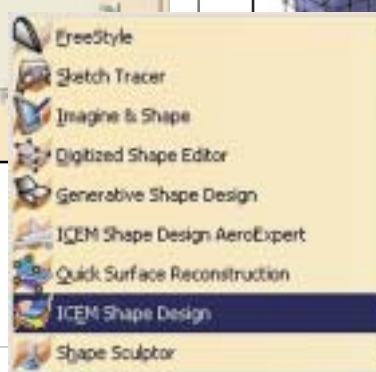 FreeStyle
Sketch Tracer
Imagine & Shape
Digitized Shape Editor
Generative Shape Design
ICEM Shape Design AeroExpert
Quick Surface Reconstruction
ICEM Shape Design
Shape Sculptor